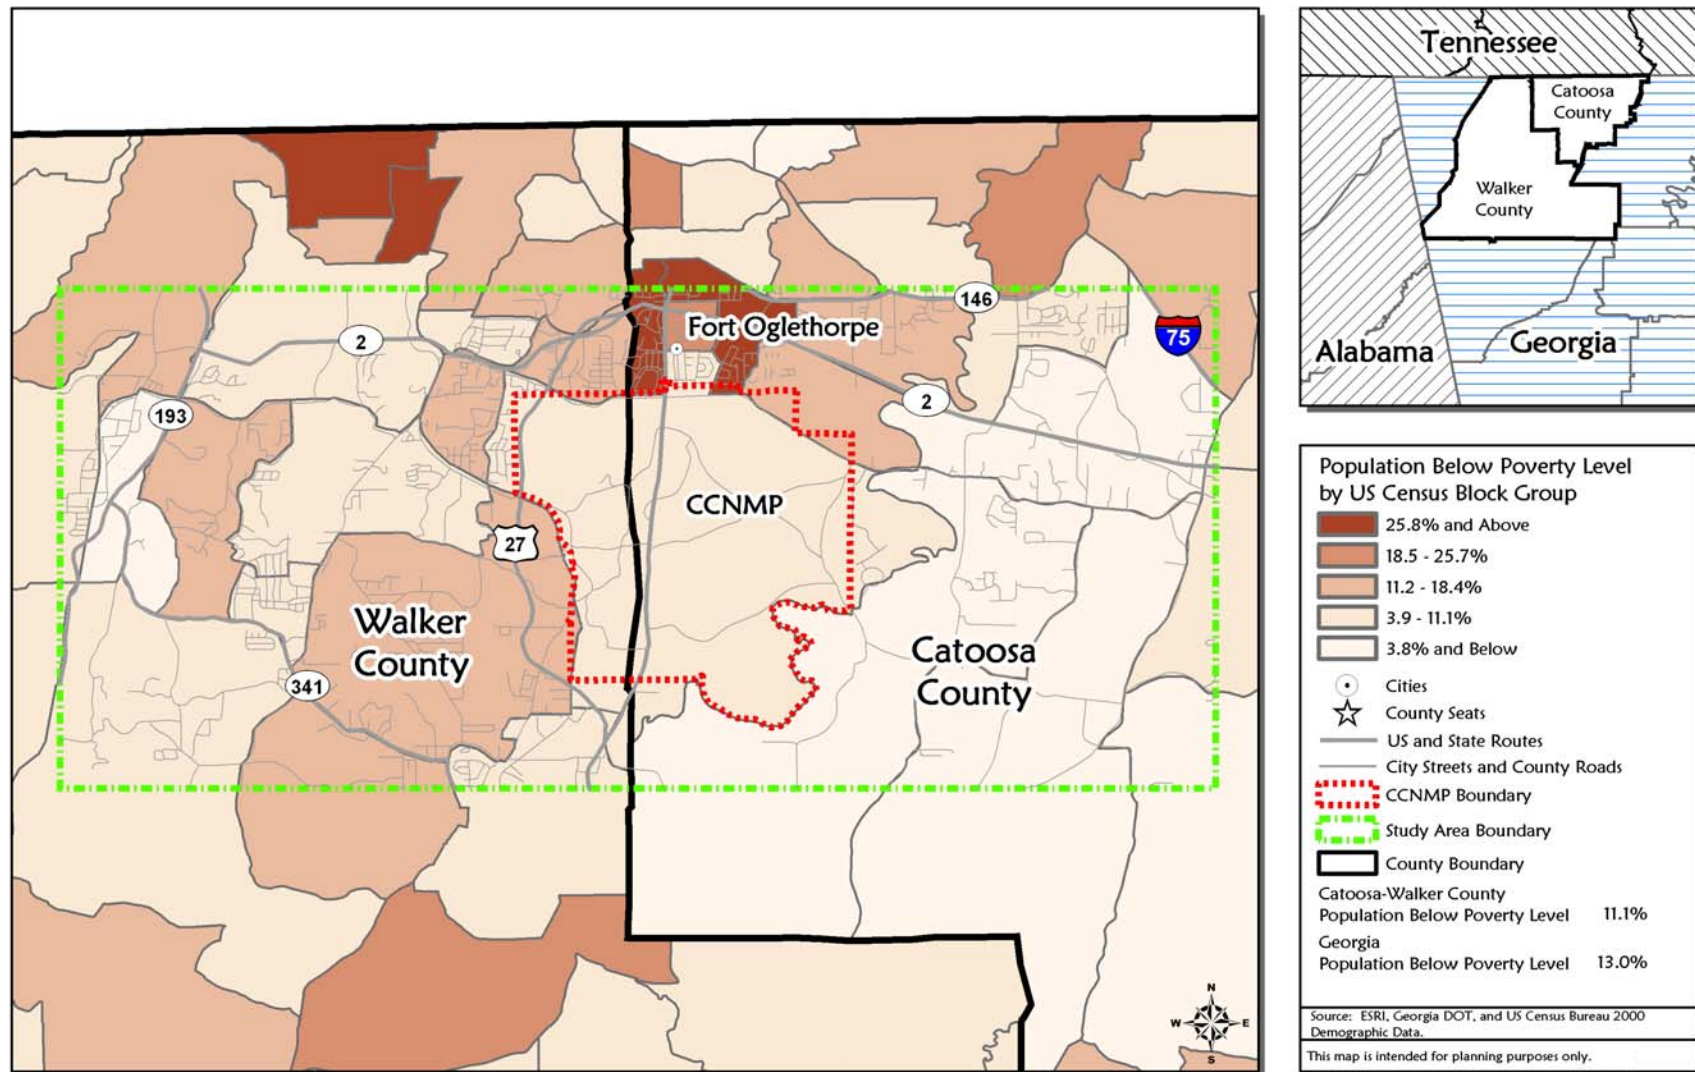 2
146
Fort Oglethorpe
75
193
2
CCNMP
27
Walker
County
Catoosa
County
341
N
W
E
S
Tennessee
Catoosa
County
Walker
County
Alabama
Georgia
Population Below Poverty Level
by US Census Block Group
25.8% and Above
18.5 - 25.7%
11.2 - 18.4%
3.9 - 11.1%
3.8% and Below
Cities
County Seats
US and State Routes
City Streets and County Roads
CCNMP Boundary
Study Area Boundary
County Boundary
Catoosa-Walker County
Population Below Poverty Level 11.1%
Georgia
Population Below Poverty Level 13.0%
Source: ESRI, Georgia DOT, and US Census Bureau 2000
Demographic Data.
This map is intended for planning purposes only.